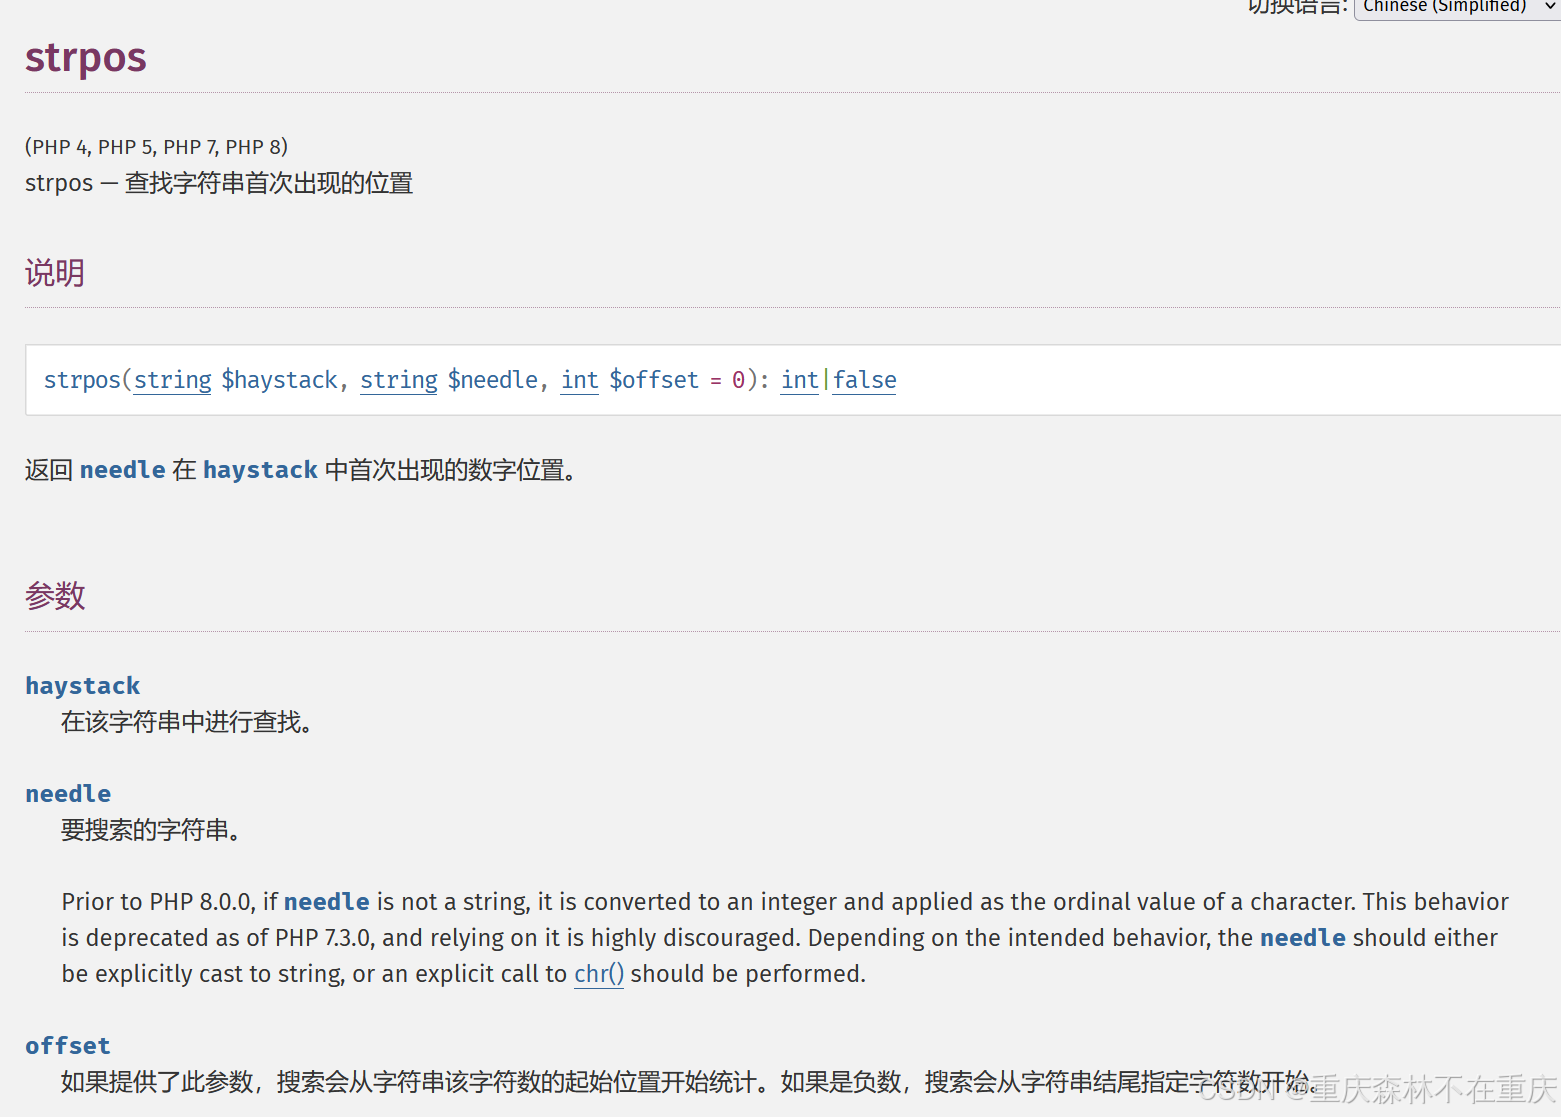 切换语言: Chinese (Simplified)
strpos
(PHP 4, PHP 5, PHP 7, PHP 8)
strpos — 查找字符串首次出现的位置
说明
strpos(string $haystack, string $needle, int $offset = 0): int|false
返回 needle 在 haystack 中首次出现的数字位置。
参数
haystack
在该字符串中进行查找。
needle
要搜索的字符串。
Prior to PHP 8.0.0, if needle is not a string, it is converted to an integer and applied as the ordinal value of a character. This behavior
is deprecated as of PHP 7.3.0, and relying on it is highly discouraged. Depending on the intended behavior, the needle should either
be explicitly cast to string, or an explicit call to chr() should be performed.
offset
如果提供了此参数，搜索会从字符串该字符数的起始位置开始统计。如果是负数，搜索会从字符串结尾指定字符数开始。
CSDN @重庆森林不在重庆